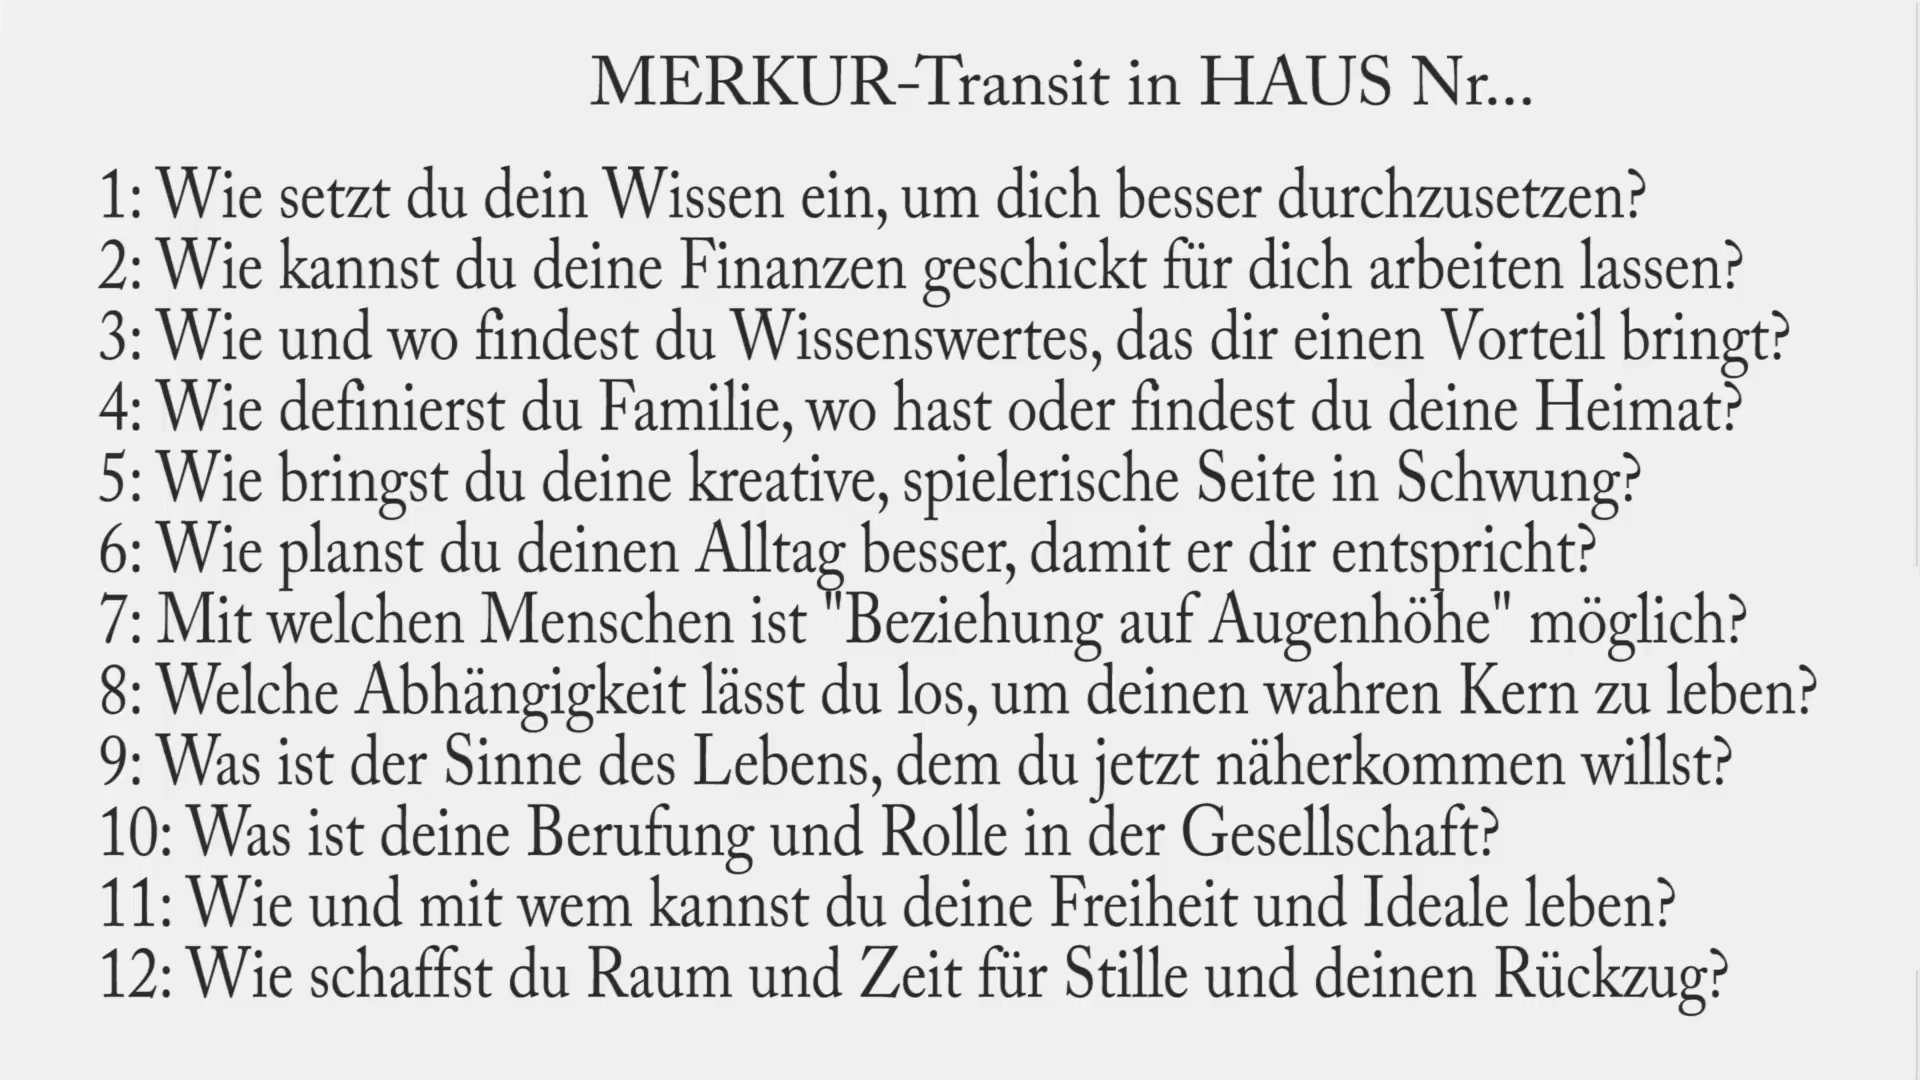 MERKUR-Transit in HAUS Nr...
1: Wie setzt du dein Wissen ein, um dich besser durchzusetzen?
2: Wie kannst du deine Finanzen geschickt für dich arbeiten lassen?
3: Wie und wo findest du Wissenswertes, das dir einen Vorteil bringt?
4: Wie definierst du Familie, wo hast oder findest du deine Heimat?
5: Wie bringst du deine kreative, spielerische Seite in Schwung?
6: Wie planst du deinen Alltag besser, damit er dir entspricht?
7: Mit welchen Menschen ist "Beziehung auf Augenhöhe" möglich?
8: Welche Abhängigkeit lässt du los, um deinen wahren Kern zu leben?
9: Was ist der Sinne des Lebens, dem du jetzt näherkommen willst?
10: Was ist deine Berufung und Rolle in der Gesellschaft?
11: Wie und mit wem kannst du deine Freiheit und Ideale leben?
12: Wie schaffst du Raum und Zeit für Stille und deinen Rückzug?